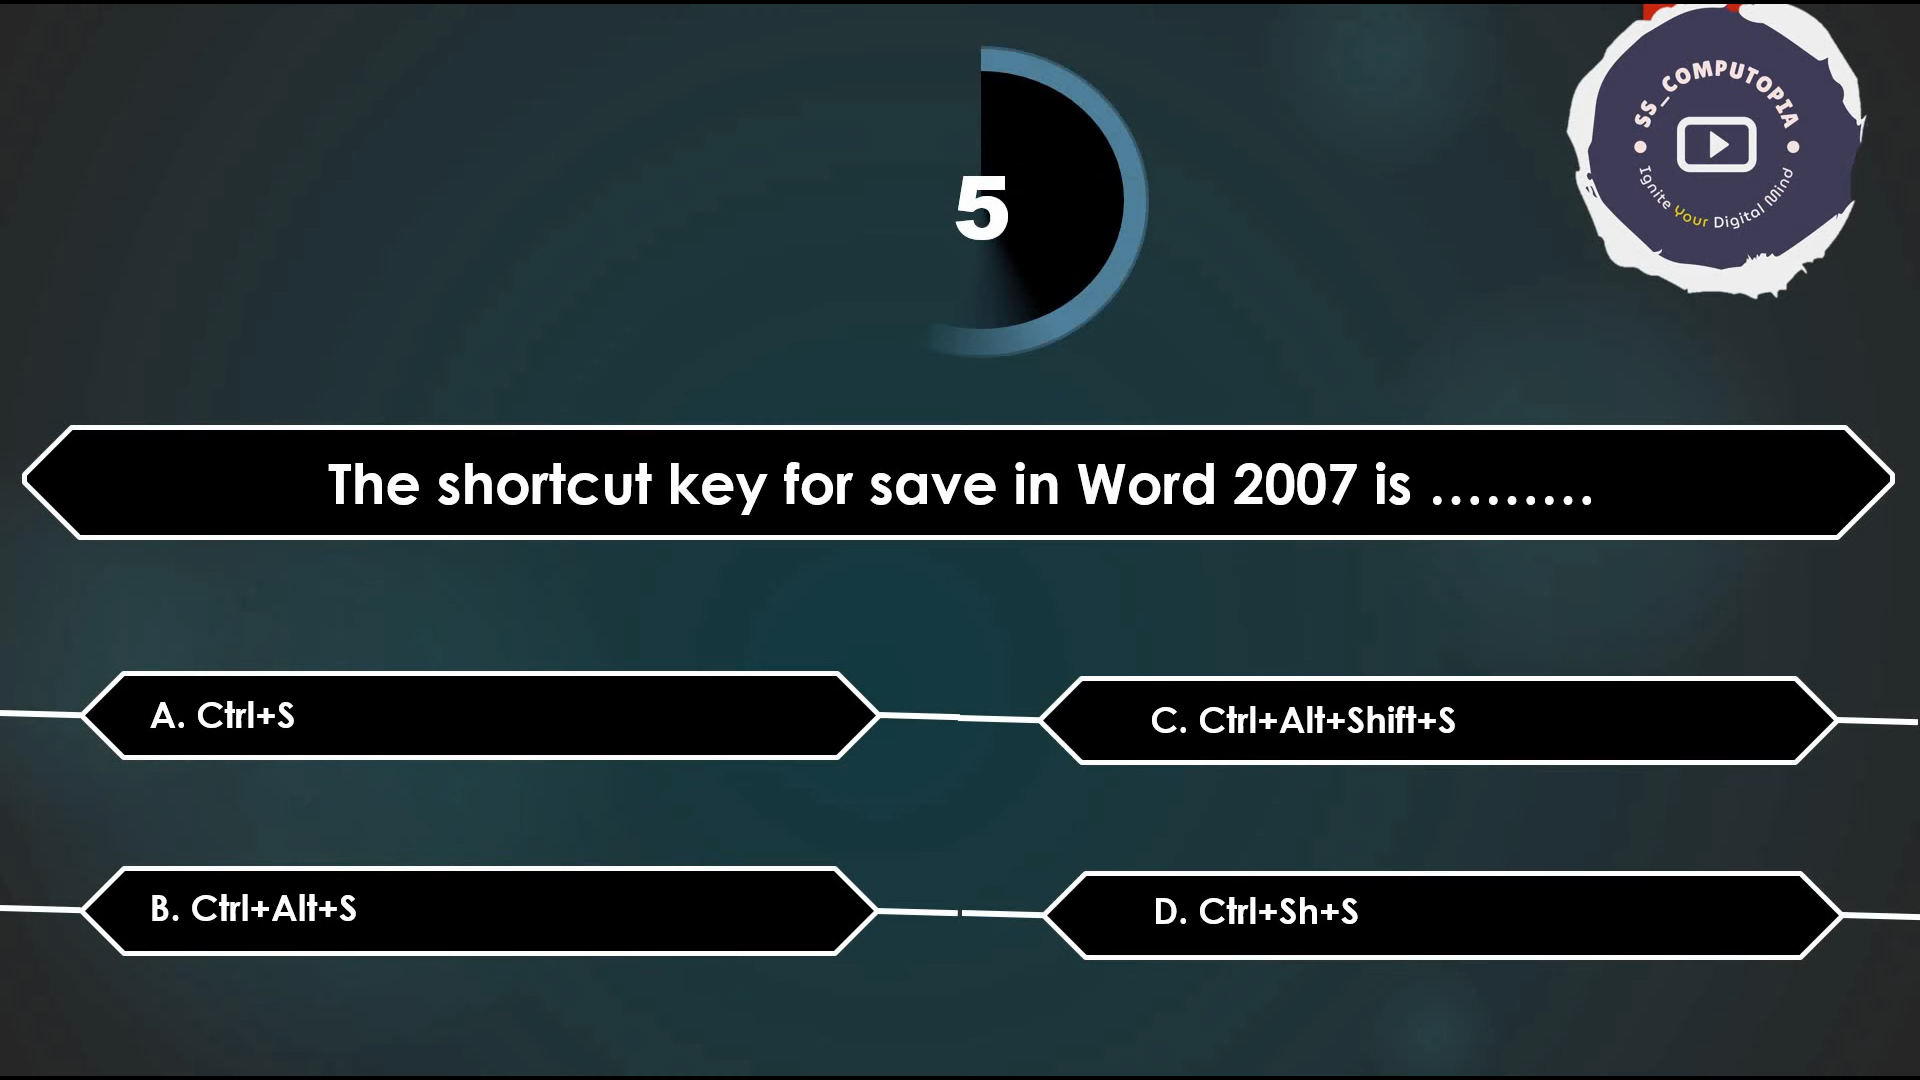 SS_COMPUTOPIA
Ignite Your Digital Mind
5
The shortcut key for save in Word 2007 is .........
A. Ctrl+S
C. Ctrl+Alt+Shift+S
B. Ctrl+Alt+S
D. Ctrl+Sh+S